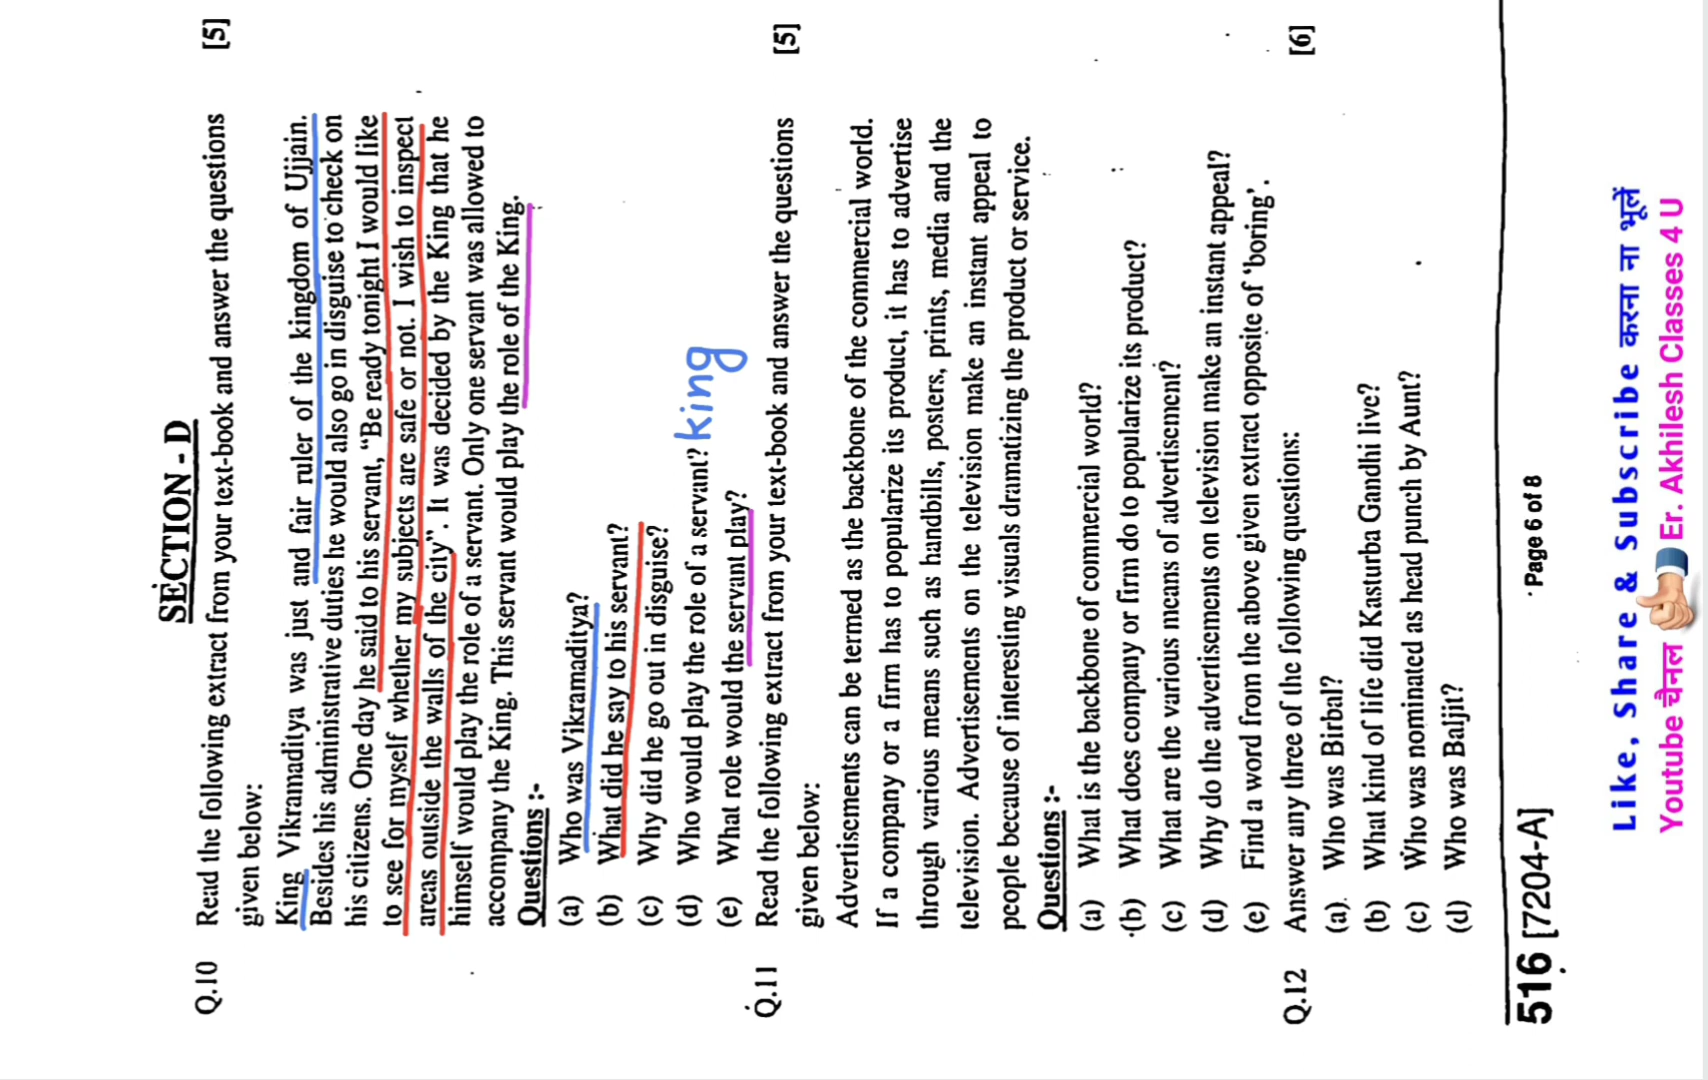 SECTION - D
Q.10 Read the following extract from your text-book and answer the questions [5]
given below:
King Vikramaditya was just and fair ruler of the kingdom of Ujjain.
Besides his administrative duties he would also go in disguise to check on
his citizens. One day he said to his servant, “Be ready tonight I would like
to see for myself whether my subjects are safe or not. I wish to inspect
areas outside the walls of the city”. It was decided by the King that he
himself would play the role of a servant. Only one servant was allowed to
accompany the King. This servant would play the role of the King.
Questions :-
(a) Who was Vikramaditya?
(b) What did he say to his servant?
(c) Why did he go out in disguise?
(d) Who would play the role of a servant? king
(e) What role would the servant play?
Q.11 Read the following extract from your text-book and answer the questions [5]
given below:
Advertisements can be termed as the backbone of the commercial world.
If a company or a firm has to popularize its product, it has to advertise
through various means such as handbills, posters, prints, media and the
television. Advertisements on the television make an instant appeal to
people because of interesting visuals dramatizing the product or service.
Questions :-
(a) What is the backbone of commercial world?
(b) What does company or firm do to popularize its product?
(c) What are the various means of advertisement?
(d) Why do the advertisements on television make an instant appeal?
(e) Find a word from the above given extract opposite of ‘boring’.
Q.12 Answer any three of the following questions: [6]
(a). Who was Birbal?
(b) What kind of life did Kasturba Gandhi live?
(c) Who was nominated as head punch by Aunt?
(d) Who was Baljit?
516 [7204-A] Page 6 of 8
Like, Share & Subscribe करना ना भूलें
Youtube चैनल Er. Akhilesh Classes 4 U